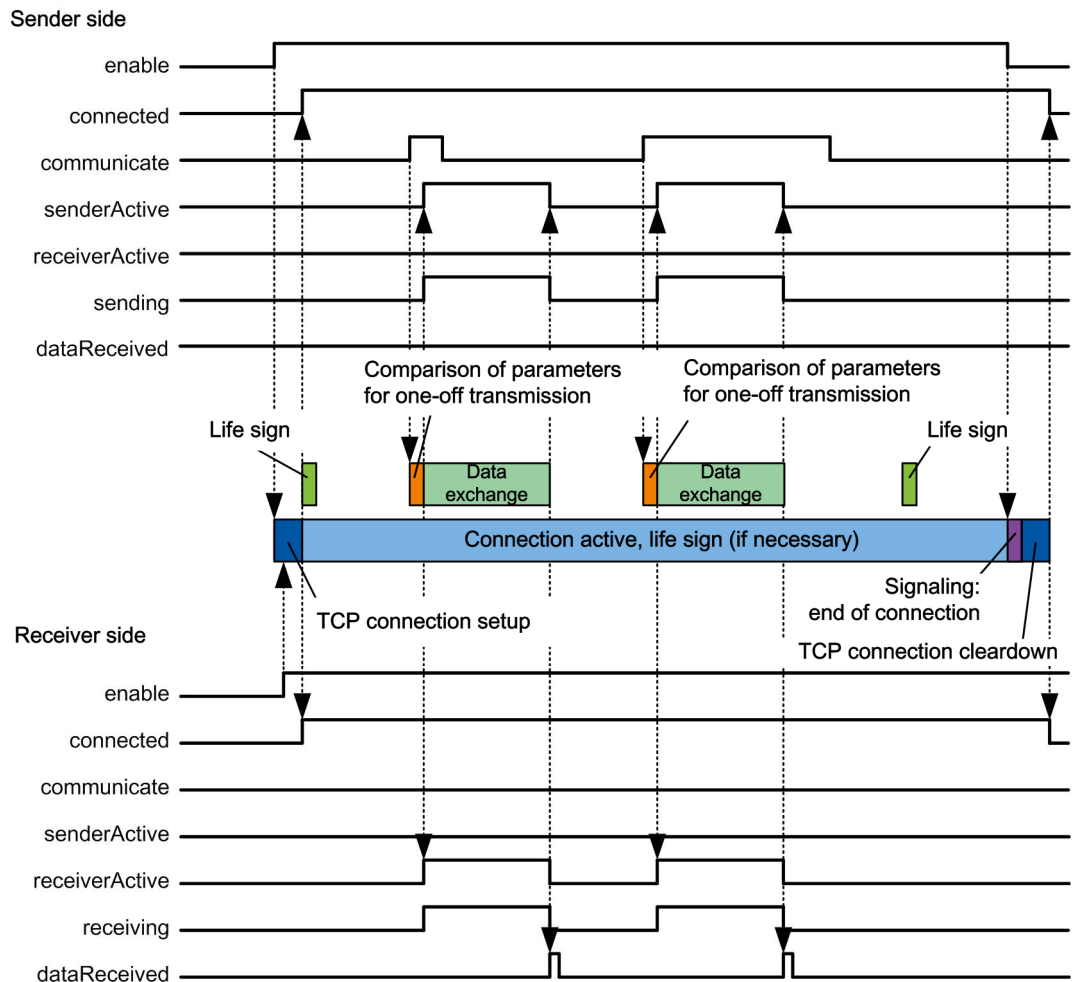 Sender side
enable
connected
communicate
senderActive
receiverActive
sending
dataReceived
Comparison of parameters
for one-off transmission
Comparison of parameters
for one-off transmission
Life sign
Life sign
Data
exchange
Data
exchange
Connection active, life sign (if necessary)
Signaling:
end of connection
TCP connection setup
TCP connection cleardown
Receiver side
enable
connected
communicate
senderActive
receiverActive
receiving
dataReceived